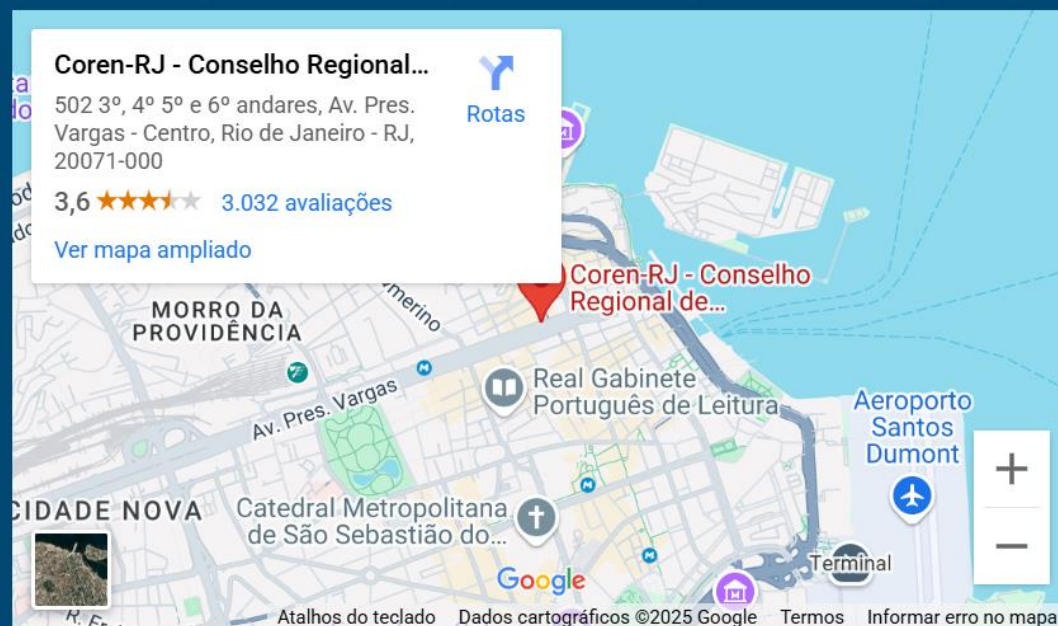 Coren-RJ - Conselho Regional...
502 3º, 4º 5º e 6º andares, Av. Pres.
Vargas - Centro, Rio de Janeiro - RJ,
20071-000
Rotas
3,6
3.032 avaliações
Ver mapa ampliado
Coren-RJ - Conselho
Regional de...
MORRO DA
PROVIDÊNCIA
Av. Pres. Vargas
Real Gabinete
Português de Leitura
Aeroporto
Santos
Dumont
CIDADE NOVA
Catedral Metropolitana
de São Sebastião do...
Terminal
Google
Atalhos do teclado
Dados cartográficos ©2025 Google
Termos
Informar erro no mapa